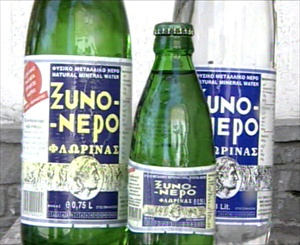 ΦΥΣΙΚΟ ΜΕΤΑΛΛΙΚΟ ΝΕΡΟ
NATURAL MINERAL WATER
ΞΥΝΟ-
-ΝΕΡΟ
ΦΛΩΡΙΝΑΣ
e 0,75 L
ΞΥΝΟ-
-ΝΕΡΟ
ΦΛΩΡΙΝΑΣ
ΦΥΣΙΚΟ ΜΕΤΑΛΛΙΚΟ ΝΕΡΟ
NATURAL MINERAL WATER
ΞΥΝΟ-
-ΝΕΡΟ
ΦΛΩΡΙΝΑΣ
1 Lit.